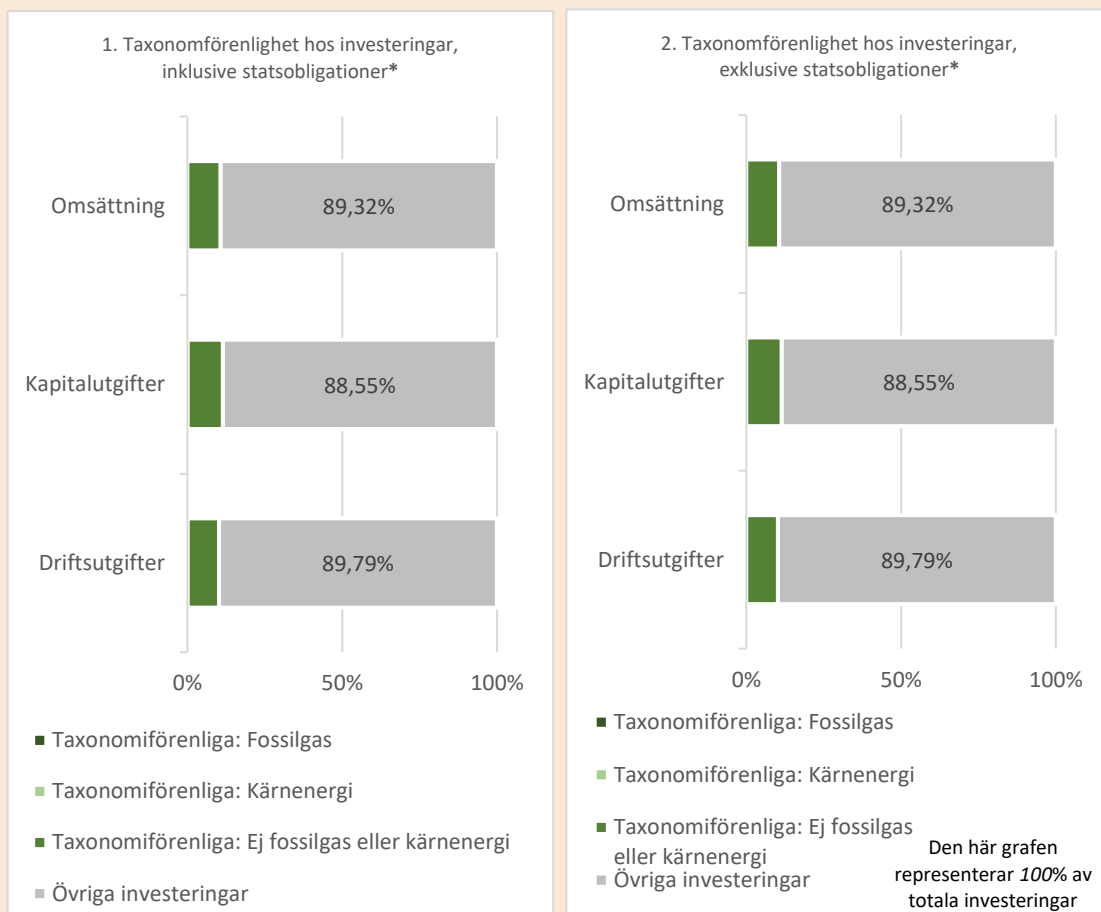 1. Taxonomförenlighet hos investeringar,
inklusive statsobligationer*
Omsättning
89,32%
Kapitalutgifter
88,55%
Driftsutgifter
89,79%
0%
50%
100%
Taxonomiförenliga: Fossilgas
Taxonomiförenliga: Kärnenergi
Taxonomiförenliga: Ej fossilgas eller kärnenergi
Övriga investeringar
2. Taxonomförenlighet hos investeringar,
exklusive statsobligationer*
Omsättning
89,32%
Kapitalutgifter
88,55%
Driftsutgifter
89,79%
0%
50%
100%
Taxonomiförenliga: Fossilgas
Taxonomiförenliga: Kärnenergi
Taxonomiförenliga: Ej fossilgas
eller kärnenergi
Övriga investeringar
Den här grafen
representerar 100% av
totala investeringar